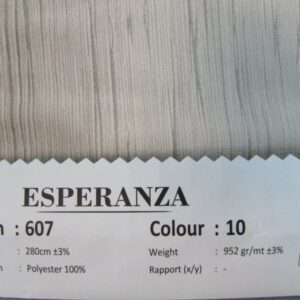 ESPERANZA
: 607 Colour : 10
: 280cm ±3% Weight : 952 gr/mt ±3%
: Polyester 100% Rapport (x/y) : -